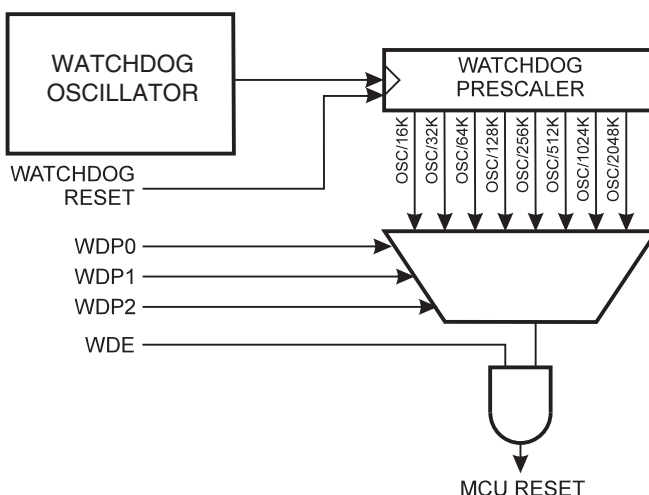 WATCHDOG
OSCILLATOR
WATCHDOG
PRESCALER
OSC/16K
OSC/32K
OSC/64K
OSC/128K
OSC/256K
OSC/512K
OSC/1024K
OSC/2048K
WATCHDOG
RESET
WDP0
WDP1
WDP2
WDE
MCU RESET